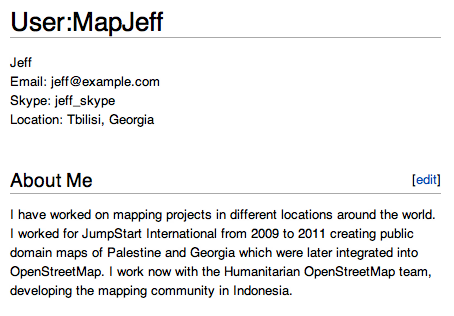 User:MapJeff
Jeff
Email: jeff@example.com
Skype: jeff_skype
Location: Tbilisi, Georgia
About Me [edit]
I have worked on mapping projects in different locations around the world.
I worked for JumpStart International from 2009 to 2011 creating public
domain maps of Palestine and Georgia which were later integrated into
OpenStreetMap. I work now with the Humanitarian OpenStreetMap team,
developing the mapping community in Indonesia.